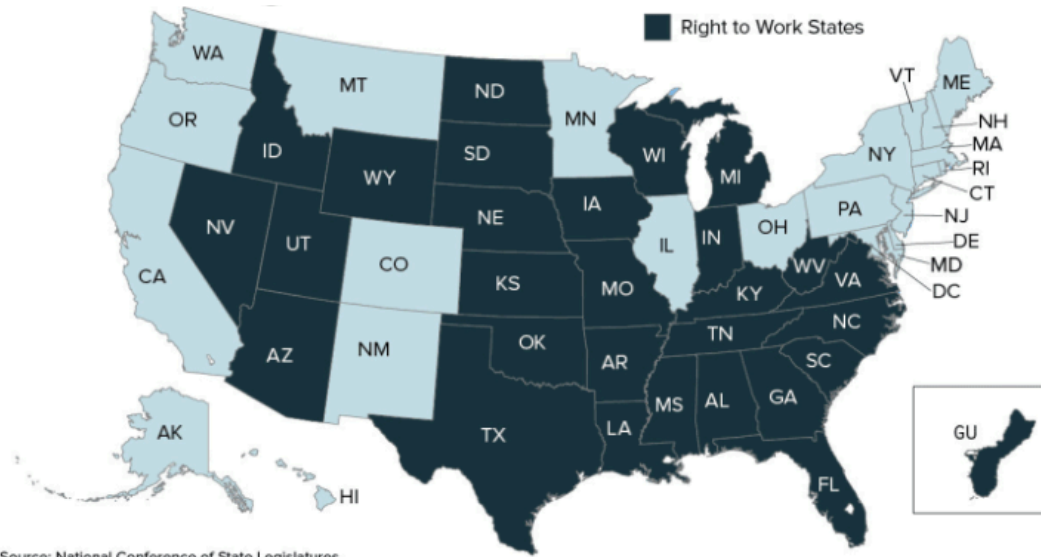 Right to Work States
WA
MT
ND
MN
VT
ME
OR
ID
SD
WI
NH
MA
NY
RI
WY
MI
CT
NE
IA
PA
NJ
NV
UT
CO
IL
IN
OH
DE
MD
DC
CA
KS
MO
WV
VA
KY
NC
AZ
NM
OK
AR
TN
SC
MS
AL
GA
AK
TX
LA
GU
FL
HI
Source: National Conference of State Legislatures